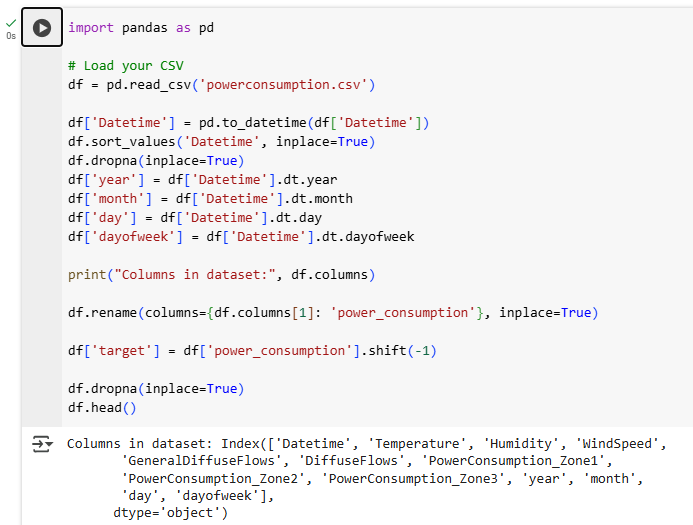 0s
import pandas as pd
# Load your CSV
df = pd.read_csv('powerconsumption.csv')
df['Datetime'] = pd.to_datetime(df['Datetime'])
df.sort_values('Datetime', inplace=True)
df.dropna(inplace=True)
df['year'] = df['Datetime'].dt.year
df['month'] = df['Datetime'].dt.month
df['day'] = df['Datetime'].dt.day
df['dayofweek'] = df['Datetime'].dt.dayofweek
print("Columns in dataset:", df.columns)
df.rename(columns={df.columns[1]: 'power_consumption'}, inplace=True)
df['target'] = df['power_consumption'].shift(-1)
df.dropna(inplace=True)
df.head()
Columns in dataset: Index(['Datetime', 'Temperature', 'Humidity', 'WindSpeed',
'GeneralDiffuseFlows', 'DiffuseFlows', 'PowerConsumption_Zone1',
'PowerConsumption_Zone2', 'PowerConsumption_Zone3', 'year', 'month',
'day', 'dayofweek'],
dtype='object')